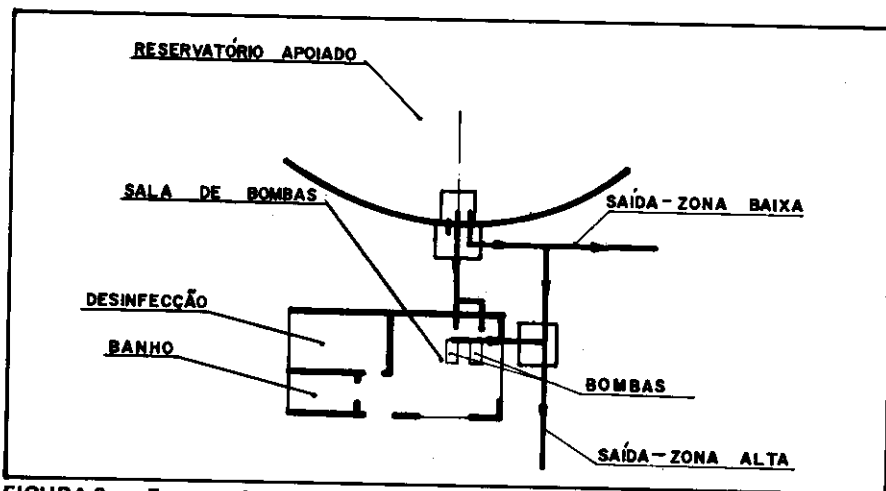 RESERVATÓRIO APOIADO
SALA DE BOMBAS
SAÍDA-ZONA BAIXA
DESINFECÇÃO
BANHO
BOMBAS
SAÍDA-ZONA ALTA